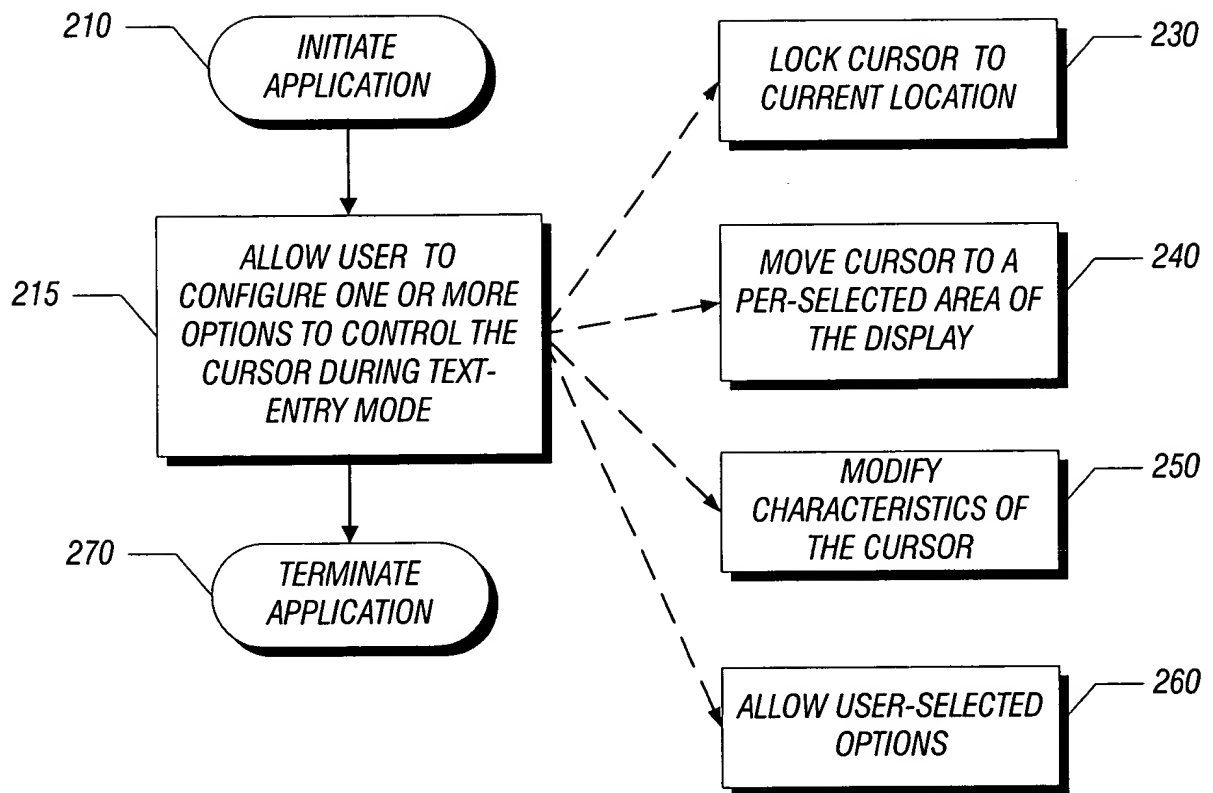 210
INITIATE
APPLICATION
215
ALLOW USER TO
CONFIGURE ONE OR MORE
OPTIONS TO CONTROL THE
CURSOR DURING TEXT-
ENTRY MODE
270
TERMINATE
APPLICATION
LOCK CURSOR TO
CURRENT LOCATION
230
MOVE CURSOR TO A
PER-SELECTED AREA OF
THE DISPLAY
240
MODIFY
CHARACTERISTICS OF
THE CURSOR
250
ALLOW USER-SELECTED
OPTIONS
260